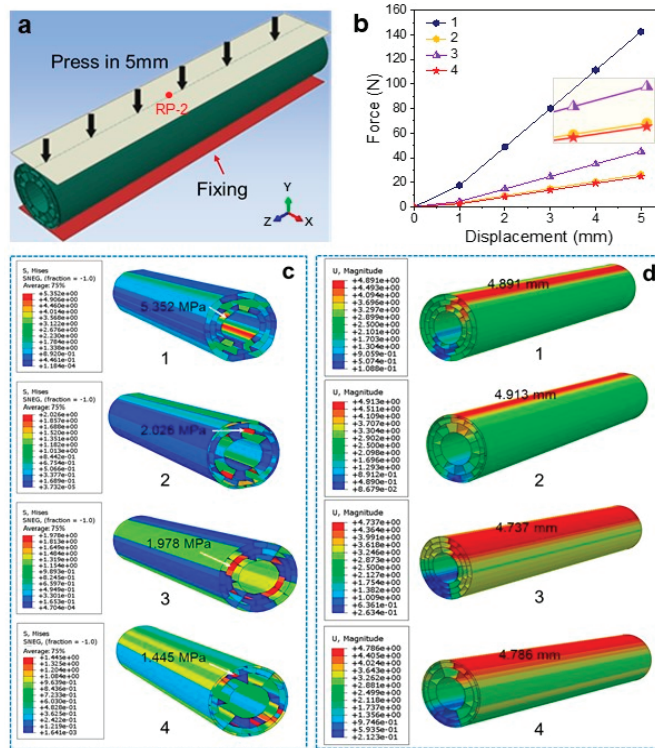 a
Press in 5mm
RP-2
Fixing
Y
Z
X
b
Force (N)
160
140
120
100
80
60
40
20
0
1
2
3
4
0 1 2 3 4 5
Displacement (mm)
c
S, Mises
SNEG, (fraction = -1.0)
Average: 75%
+5.352e+00
+4.906e+00
+4.460e+00
+4.014e+00
+3.568e+00
+3.122e+00
+2.676e+00
+2.230e+00
+1.784e+00
+1.338e+00
+8.920e-01
+4.461e-01
+1.184e-04
5.352 MPa
1
S, Mises
SNEG, (fraction = -1.0)
Average: 75%
+2.026e+00
+1.857e+00
+1.688e+00
+1.520e+00
+1.351e+00
+1.182e+00
+1.013e+00
+8.442e-01
+6.754e-01
+5.066e-01
+3.377e-01
+1.689e-01
+3.732e-05
2.026 MPa
2
S, Mises
SNEG, (fraction = -1.0)
Average: 75%
+1.978e+00
+1.813e+00
+1.649e+00
+1.484e+00
+1.319e+00
+1.154e+00
+9.893e-01
+8.245e-01
+6.597e-01
+4.949e-01
+3.301e-01
+1.653e-01
+4.704e-04
1.978 MPa
3
S, Mises
SNEG, (fraction = -1.0)
Average: 75%
+1.445e+00
+1.325e+00
+1.204e+00
+1.084e+00
+9.639e-01
+8.436e-01
+7.233e-01
+6.030e-01
+4.828e-01
+3.625e-01
+2.422e-01
+1.219e-01
+1.641e-03
1.445 MPa
4
d
U, Magnitude
+4.891e+00
+4.493e+00
+4.094e+00
+3.696e+00
+3.297e+00
+2.899e+00
+2.500e+00
+2.101e+00
+1.703e+00
+1.304e+00
+9.059e-01
+5.074e-01
+1.088e-01
4.891 mm
1
U, Magnitude
+4.913e+00
+4.511e+00
+4.109e+00
+3.707e+00
+3.304e+00
+2.902e+00
+2.500e+00
+2.098e+00
+1.696e+00
+1.293e+00
+8.912e-01
+4.890e-01
+8.679e-02
4.913 mm
2
U, Magnitude
+4.737e+00
+4.364e+00
+3.991e+00
+3.618e+00
+3.246e+00
+2.873e+00
+2.500e+00
+2.127e+00
+1.754e+00
+1.382e+00
+1.009e+00
+6.361e-01
+2.634e-01
4.737 mm
3
U, Magnitude
+4.786e+00
+4.405e+00
+4.024e+00
+3.643e+00
+3.262e+00
+2.881e+00
+2.499e+00
+2.118e+00
+1.737e+00
+1.356e+00
+9.746e-01
+5.935e-01
+2.123e-01
4.786 mm
4